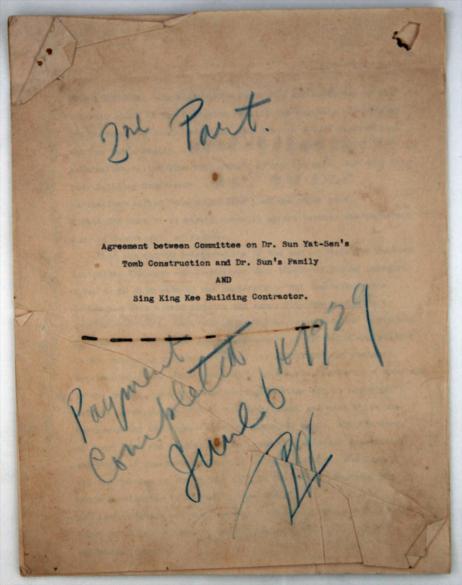 2nd Part.
Agreement between Committee on Dr. Sun Yat-Sen's
Tomb Construction and Dr. Sun's Family
AND
Sing King Kee Building Contractor.
Payment
Completed
June 6